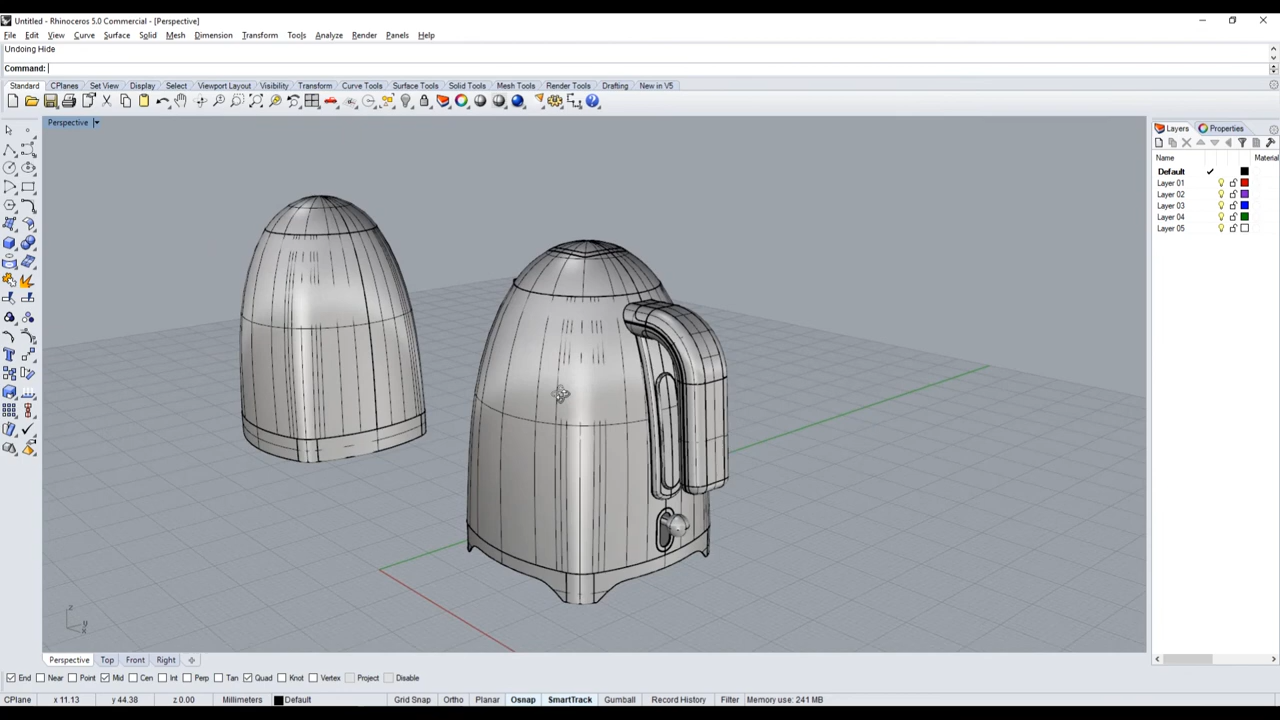 Untitled - Rhinoceros 5.0 Commercial - [Perspective]
File Edit View Curve Surface Solid Mesh Dimension Transform Tools Analyze Render Panels Help
Undoing Hide
Command:
Standard CPlanes Set View Display Select Viewport Layout Visibility Transform Curve Tools Surface Tools Solid Tools Mesh Tools Render Tools Drafting New in V5
Perspective
Layers Properties
Name Material
Default
Layer 01
Layer 02
Layer 03
Layer 04
Layer 05
z
y
x
Perspective Top Front Right
End Near Point Mid Cen Int Perp Tan Quad Knot Vertex Project Disable
CPlane x 11.13 y 44.38 z 0.00 Millimeters Default Grid Snap Ortho Planar Osnap SmartTrack Gumball Record History Filter Memory use: 241 MB